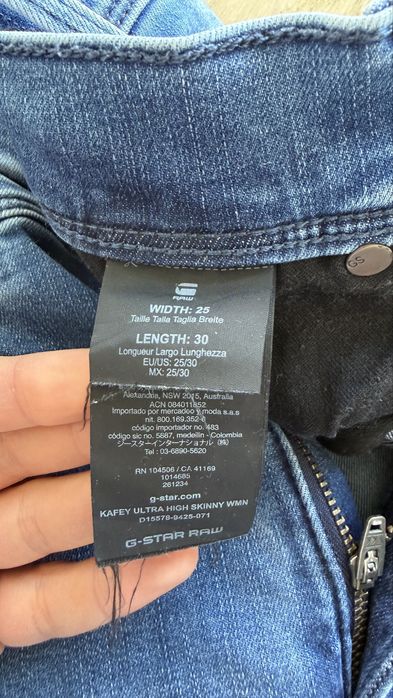 G
RAW
WIDTH: 25
Taille Talla Taglia Breite
LENGTH: 30
Longueur Largo Lunghezza
EU/US: 25/30
MX: 25/30
Alexandria, NSW 2015, Australia
ACN 084011852
Importado por mercadeo y moda s.a.s
nit. 800.169.352-6
código importador no. 483
código sic no. 5687, medellin - Colombia
ジースターインターナショナル (株)
Tel : 03-6890-5620
RN 104506 / CA 41169
1014685
261234
g-star.com
KAFEY ULTRA HIGH SKINNY WMN
D15578-9425-071
G-STAR RAW
GS